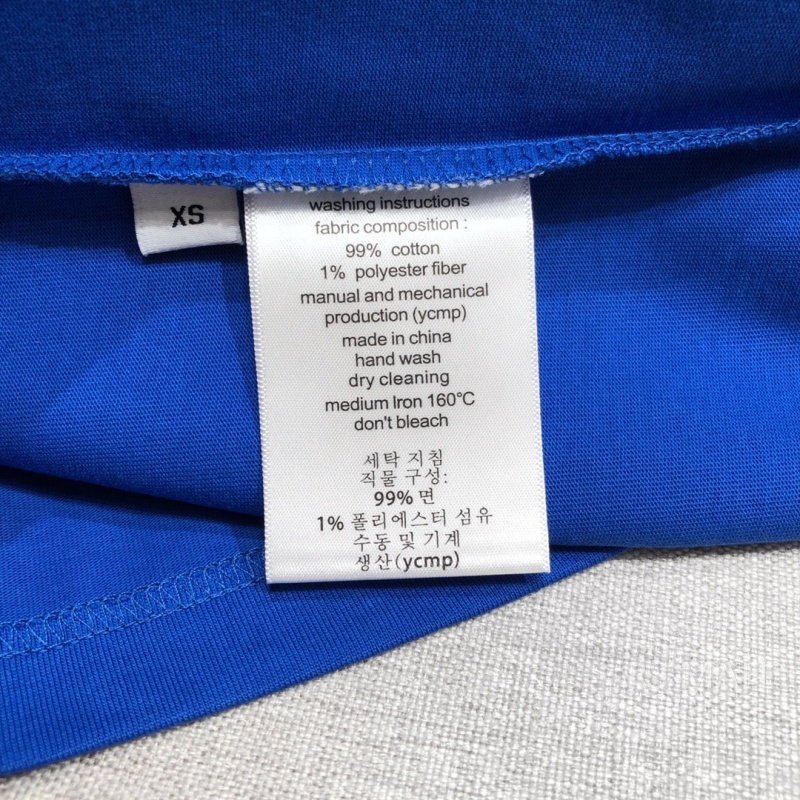 XS
washing instructions
fabric composition :
99% cotton
1% polyester fiber
manual and mechanical
production (ycmp)
made in china
hand wash
dry cleaning
medium Iron 160°C
don't bleach
세탁 지침
직물 구성:
99% 면
1% 폴리에스터 섬유
수동 및 기계
생산(ycmp)